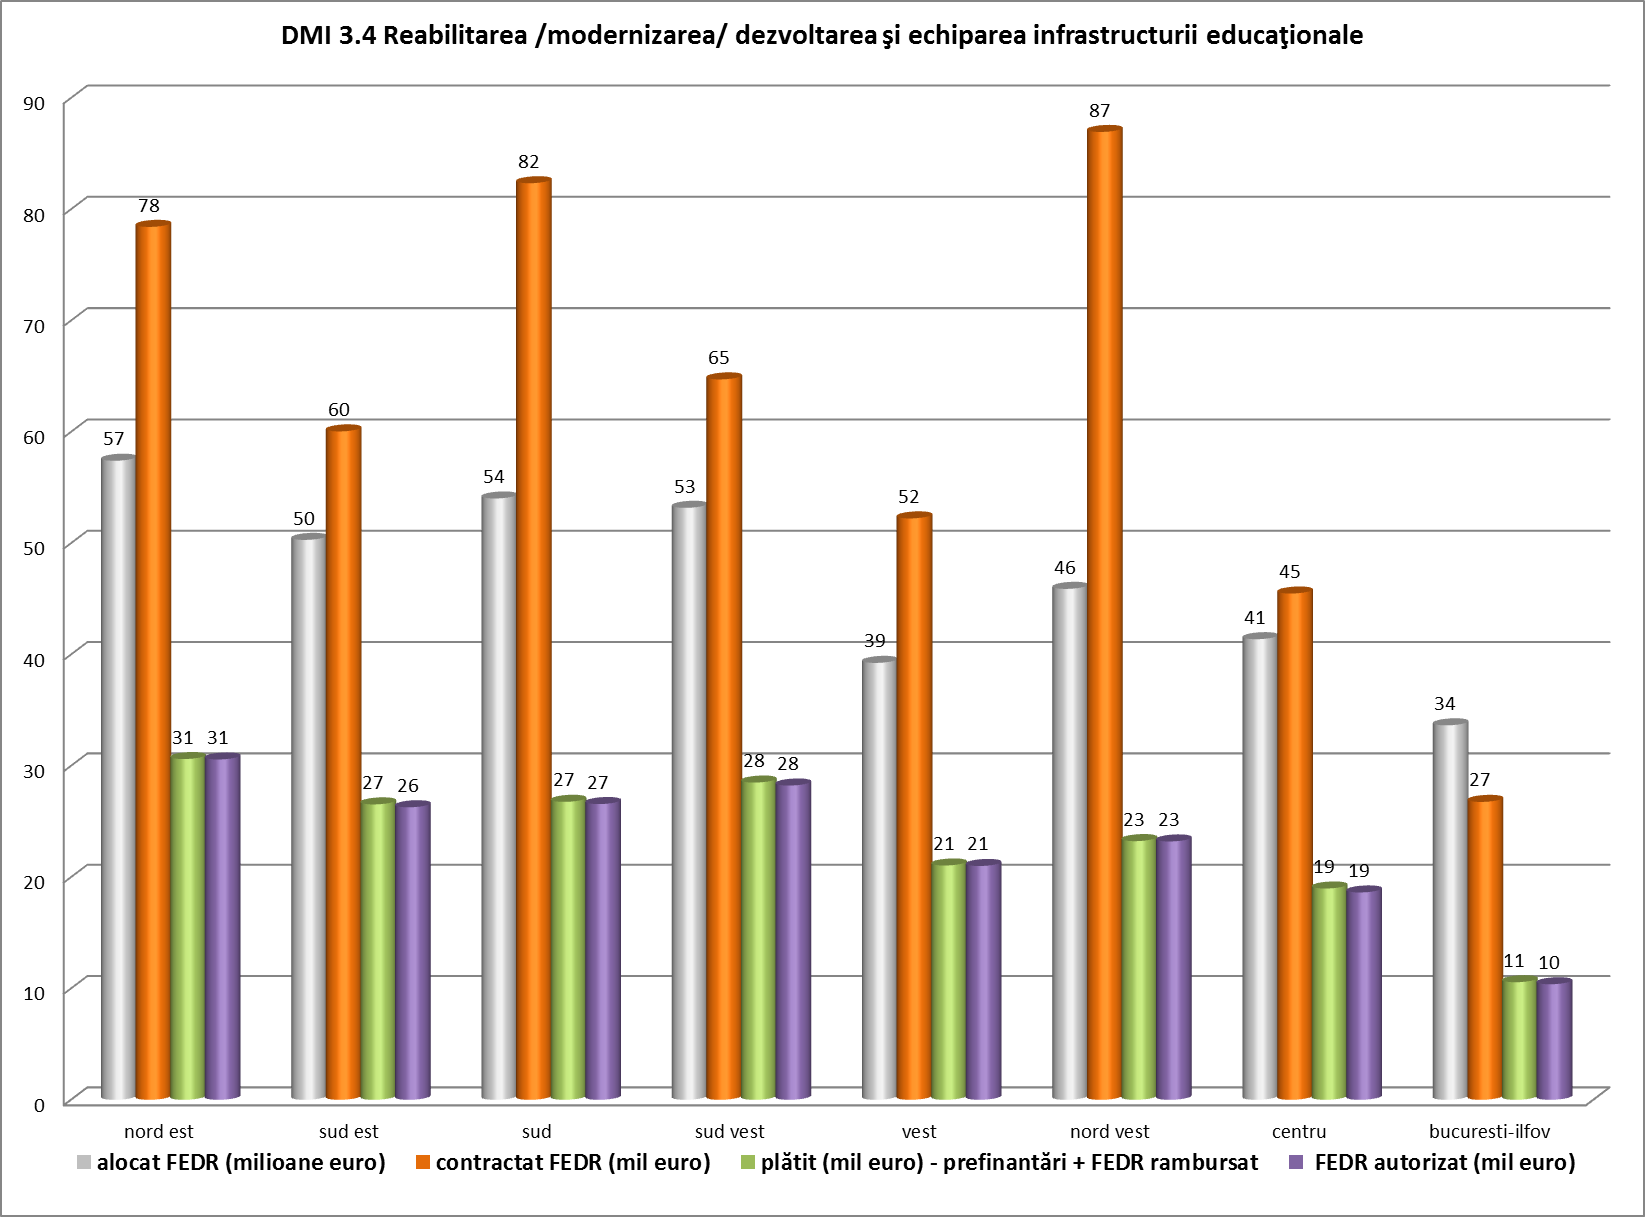 DMI 3.4 Reabilitarea /modernizarea/ dezvoltarea şi echiparea infrastructurii educaţionale
90
80
70
60
50
40
30
20
10
0
57 78 31 31
50 60 27 26
54 82 27 27
53 65 28 28
39 52 21 21
46 87 23 23
41 45 19 19
34 27 11 10
nord est sud est sud sud vest vest nord vest centru bucuresti-ilfov
alocat FEDR (milioane euro) contractat FEDR (mil euro) plătit (mil euro) - prefinantări + FEDR rambursat FEDR autorizat (mil euro)